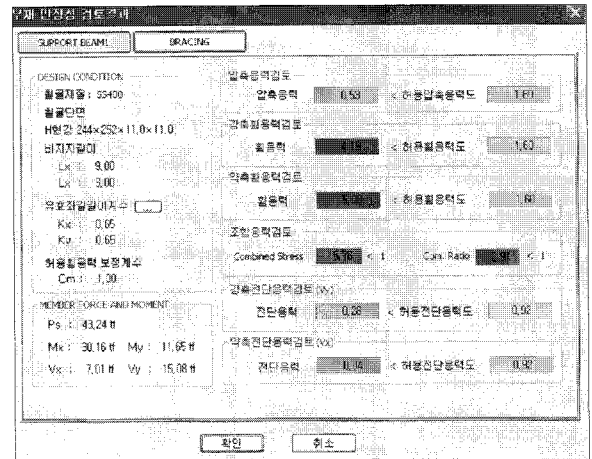 부재 안정성 검토결과
SUPPORT BEAM1
BRACING
DESIGN CONDITION
형강재질 : SS400
형강단면
H형강 244×252×11.0×11.0
비지지길이
Lx : 9.00
Lx : 9.00
유효좌굴길이계수 ...
Kx : 0.65
Ky : 0.65
허용휨응력 보정계수
Cm : 1.00
MEMBER FORCE AND MOMENT
Ps : 43.24 tf
Mx : 30.16 tf My : 11.65 tf
Vx : 7.01 tf Vy : 15.08 tf
압축응력검토
압축응력 0.53 < 허용압축응력도 1.60
강축휨응력검토
휨응력 < 허용휨응력도 1.60
약축휨응력검토
휨응력 < 허용휨응력도
조합응력검토
Combined Stress < 1 Com. Ratio < 1
강축전단응력검토 (Vy)
전단응력 0.28 < 허용전단응력도 0.92
약축전단응력검토 (Vx)
전단응력 < 허용전단응력도 0.92
확인
취소